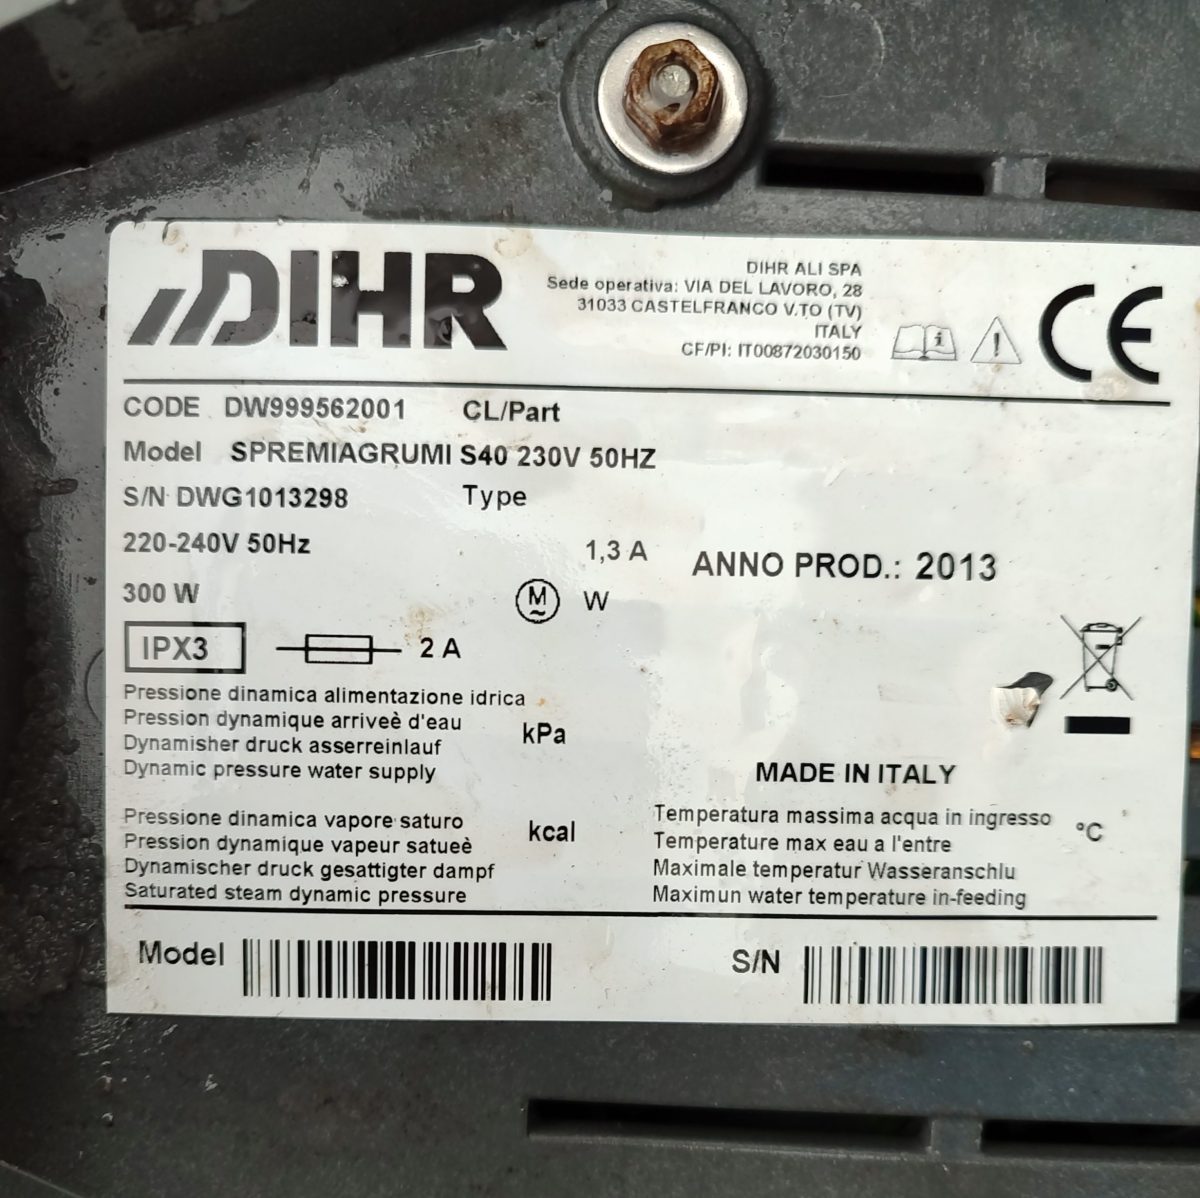 DIHR
DIHR ALI SPA
Sede operativa: VIA DEL LAVORO, 28
31033 CASTELFRANCO V.TO (TV)
ITALY
CF/PI: IT00872030150
CE
CODE DW999562001 CL/Part
Model SPREMIAGRUMI S40 230V 50HZ
S/N DWG1013298 Type
220-240V 50Hz 1,3 A
ANNO PROD.: 2013
300 W M~ W
IPX3 2 A
Pressione dinamica alimentazione idrica
Pression dynamique arriveè d'eau
Dynamisher druck asserreinlauf
Dynamic pressure water supply
kPa
MADE IN ITALY
Pressione dinamica vapore saturo
Pression dynamique vapeur satueè
Dynamischer druck gesattigter dampf
Saturated steam dynamic pressure
kcal
Temperatura massima acqua in ingresso
Temperature max eau a l'entre
Maximale temperatur Wasseranschlu
Maximun water temperature in-feeding
°C
Model
S/N